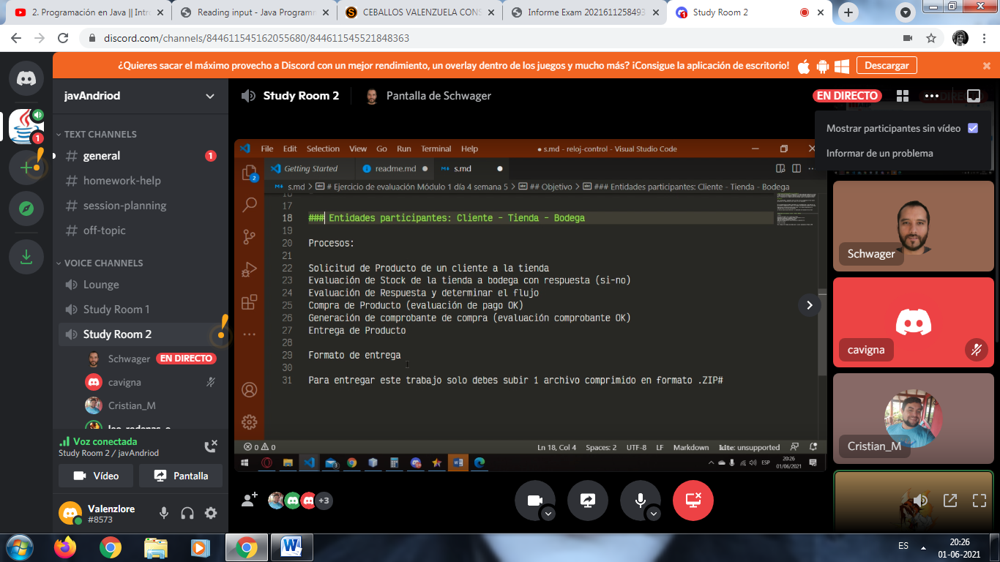 2. Programación en Java || Intr
Reading input - Java Programm
CEBALLOS VALENZUELA CONS
Informe Exam 2021611258493
Study Room 2
discord.com/channels/844611545162055680/844611545521848363
¿Quieres sacar el máximo provecho a Discord con un mejor rendimiento, un overlay dentro de los juegos y mucho más? ¡Consigue la aplicación de escritorio!
Descargar
javAndriod
Study Room 2
Pantalla de Schwager
EN DIRECTO
Mostrar participantes sin vídeo
Informar de un problema
1
TEXT CHANNELS
general
1
homework-help
session-planning
off-topic
VOICE CHANNELS
Lounge
Study Room 1
Study Room 2
Schwager
EN DIRECTO
cavigna
Cristian_M
leo_rodenas_e
Voz conectada
Study Room 2 / javAndriod
Vídeo
Pantalla
Valenzlore
#8573
File Edit Selection View Go Run Terminal Help
● s.md - reloj-control - Visual Studio Code
2
Getting Started
readme.md
s.md
s.md > # Ejercicio de evaluación Módulo 1 día 4 semana 5 > ## Objetivo > ### Entidades participantes: Cliente - Tienda - Bodega
16
17
18 ### Entidades participantes: Cliente - Tienda - Bodega
19
20 Procesos:
21
22 Solicitud de Producto de un cliente a la tienda
23 Evaluación de Stock de la tienda a bodega con respuesta (si-no)
24 Evaluación de Respuesta y determinar el flujo
25 Compra de Producto (evaluación de pago OK)
26 Generación de comprobante de compra (evaluación comprobante OK)
27 Entrega de Producto
28
29 Formato de entrega
30
31 Para entregar este trabajo solo debes subir 1 archivo comprimido en formato .ZIP#
0 0
Ln 18, Col 4 Spaces: 2 UTF-8 LF Markdown kite: unsupported
ESP
20:26
01/06/2021
Schwager
cavigna
Cristian_M
+3
ES
20:26
01-06-2021